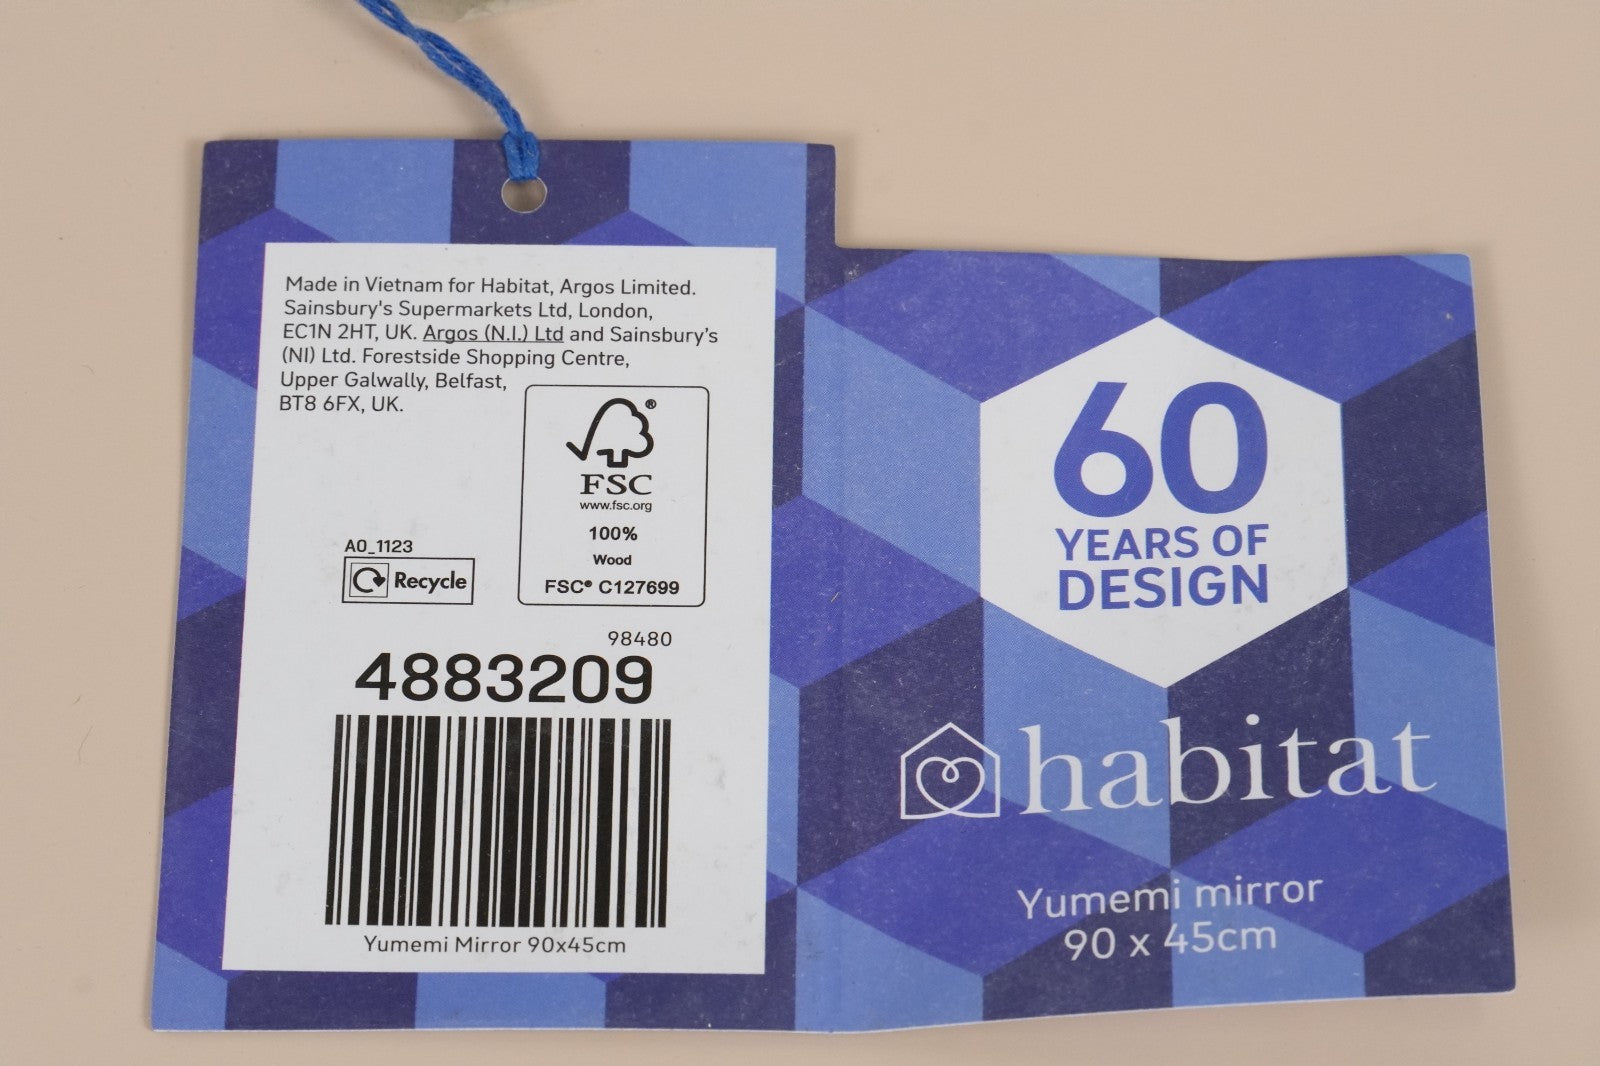 Made in Vietnam for Habitat, Argos Limited.
Sainsbury's Supermarkets Ltd, London,
EC1N 2HT, UK. Argos (N.I.) Ltd and Sainsbury's
(NI) Ltd. Forestside Shopping Centre,
Upper Galwally, Belfast,
BT8 6FX, UK.
®
FSC
www.fsc.org
100%
Wood
FSC® C127699
A0_1123
Recycle
98480
4883209
Yumemi Mirror 90x45cm
60
YEARS OF
DESIGN
habitat
Yumemi mirror
90 x 45cm